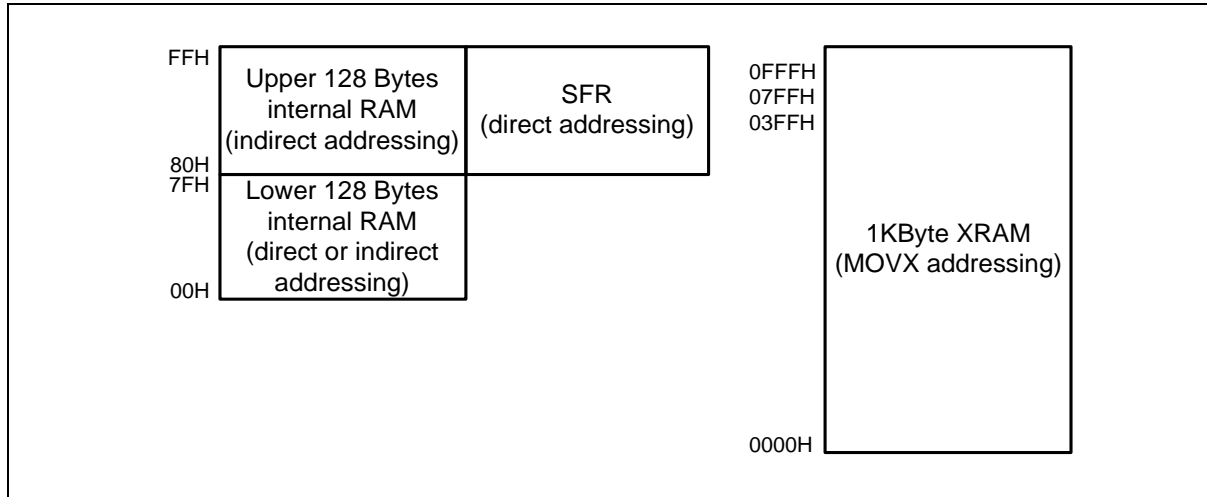 FFH
Upper 128 Bytes
internal RAM
(indirect addressing)
80H
SFR
(direct addressing)
7FH
Lower 128 Bytes
internal RAM
(direct or indirect
addressing)
00H
0FFFH
07FFH
03FFH
1KByte XRAM
(MOVX addressing)
0000H